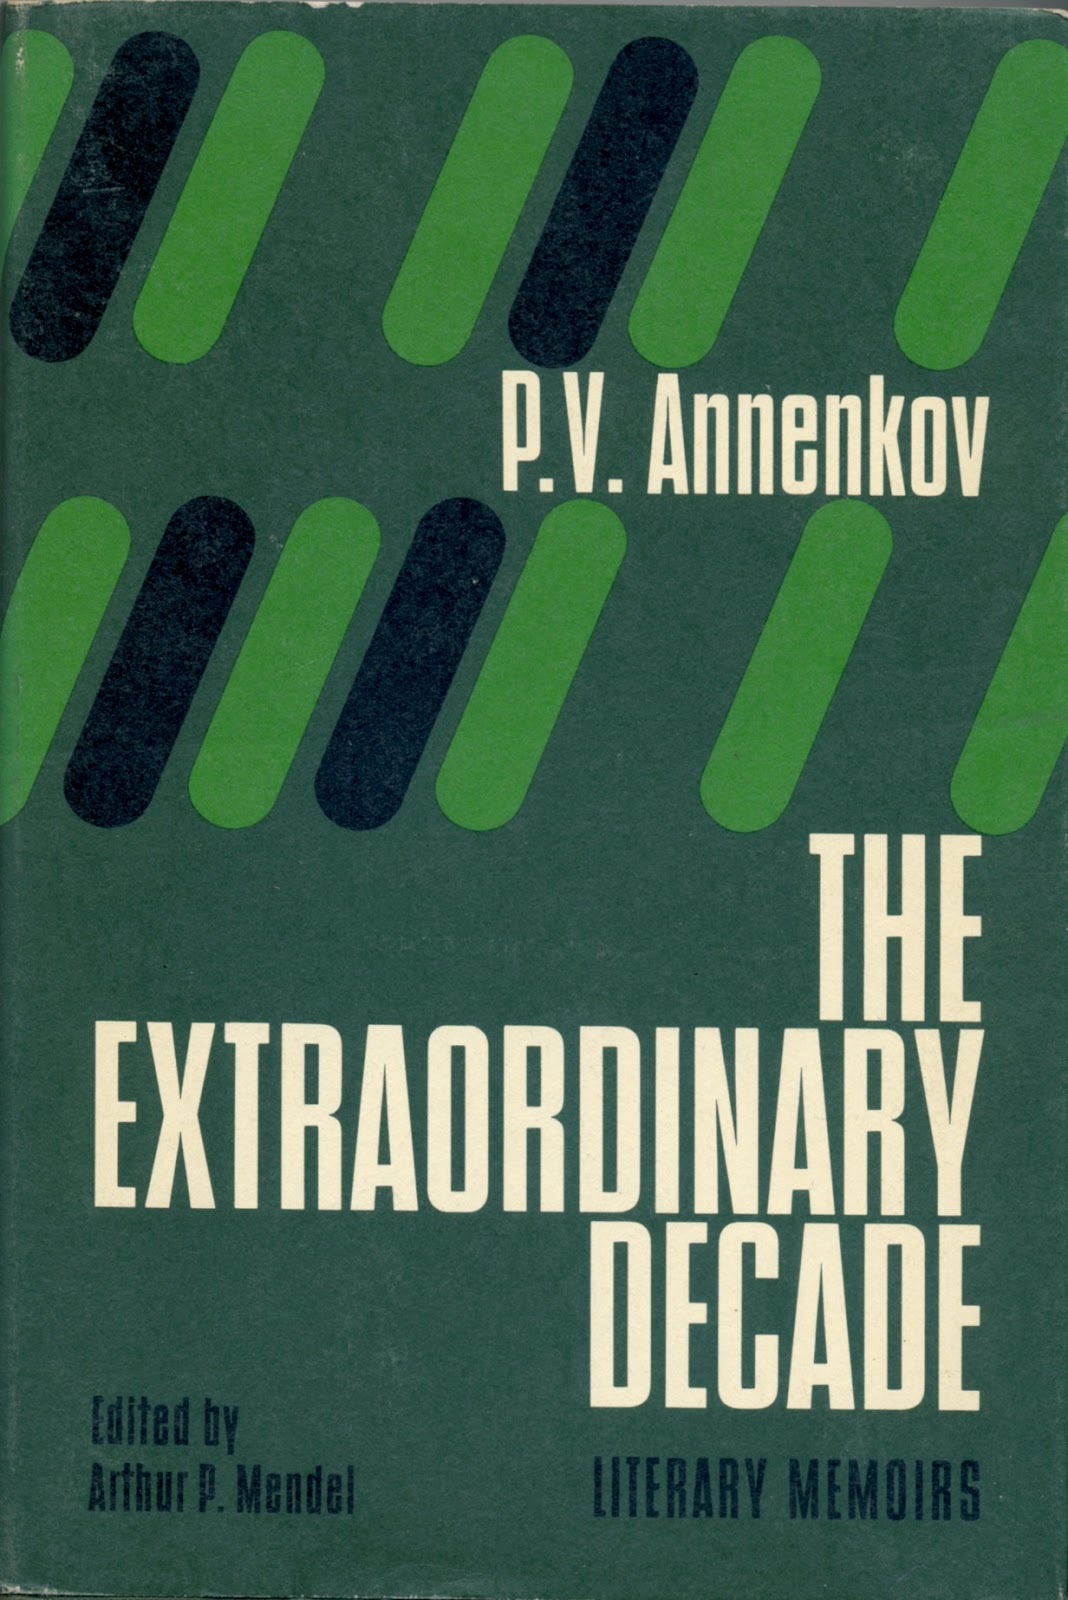 P.V. Annenkov
THE
EXTRAORDINARY
DECADE
Edited by
Arthur P. Mendel
LITERARY MEMOIRS